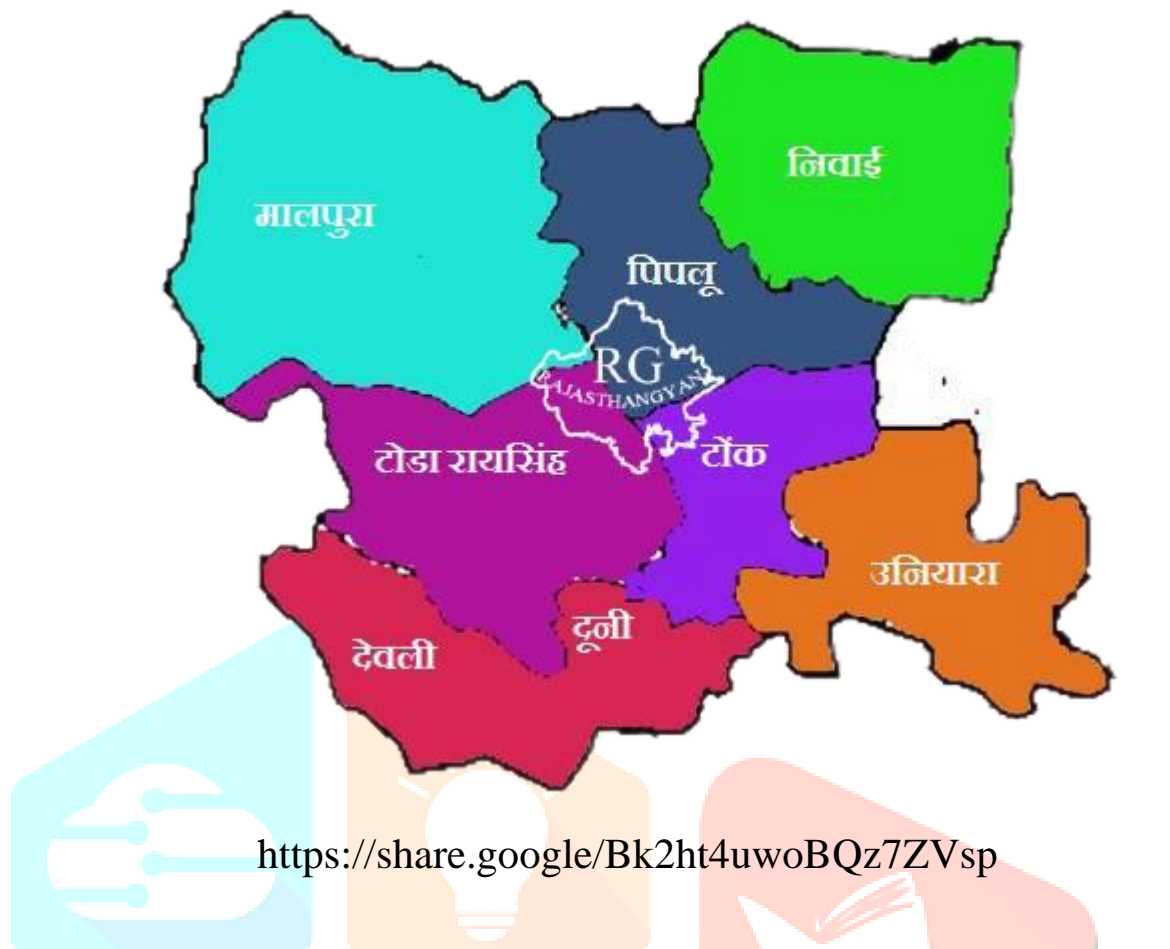 निवाई
मालपुरा
पिपलू
RG
RAJASTHANGYAN
टोंक
टोडा रायसिंह
उनियारा
दूनी
देवली
https://share.google/Bk2ht4uwoBQz7ZVsp